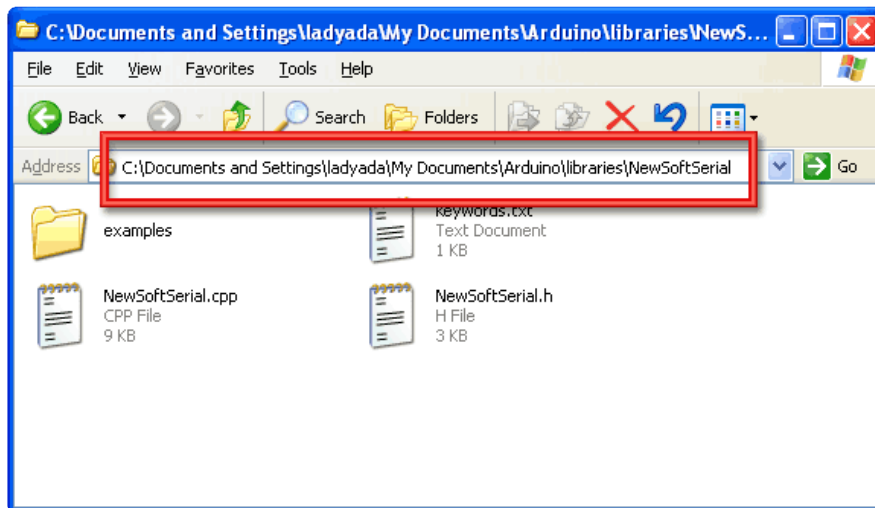 C:\Documents and Settings\ladyada\My Documents\Arduino\libraries\NewS...
File Edit View Favorites Tools Help
Back Search Folders
Address C:\Documents and Settings\ladyada\My Documents\Arduino\libraries\NewSoftSerial Go
examples
keywords.txt
Text Document
1 KB
NewSoftSerial.cpp
CPP File
9 KB
NewSoftSerial.h
H File
3 KB